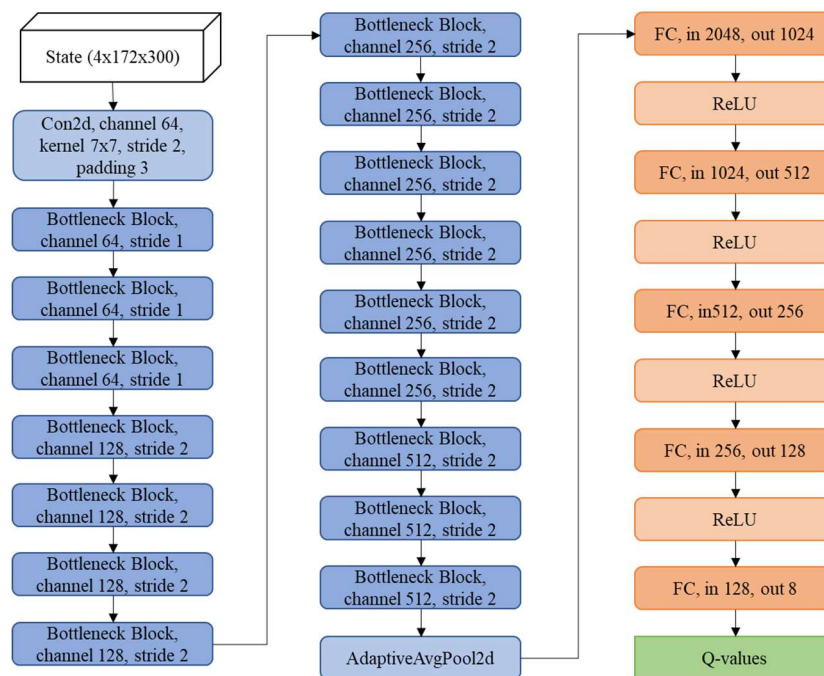 State (4x172x300)
Con2d, channel 64,
kernel 7x7, stride 2,
padding 3
Bottleneck Block,
channel 64, stride 1
Bottleneck Block,
channel 64, stride 1
Bottleneck Block,
channel 64, stride 1
Bottleneck Block,
channel 128, stride 2
Bottleneck Block,
channel 128, stride 2
Bottleneck Block,
channel 128, stride 2
Bottleneck Block,
channel 128, stride 2
Bottleneck Block,
channel 256, stride 2
Bottleneck Block,
channel 256, stride 2
Bottleneck Block,
channel 256, stride 2
Bottleneck Block,
channel 256, stride 2
Bottleneck Block,
channel 256, stride 2
Bottleneck Block,
channel 256, stride 2
Bottleneck Block,
channel 512, stride 2
Bottleneck Block,
channel 512, stride 2
Bottleneck Block,
channel 512, stride 2
AdaptiveAvgPool2d
FC, in 2048, out 1024
ReLU
FC, in 1024, out 512
ReLU
FC, in512, out 256
ReLU
FC, in 256, out 128
ReLU
FC, in 128, out 8
Q-values